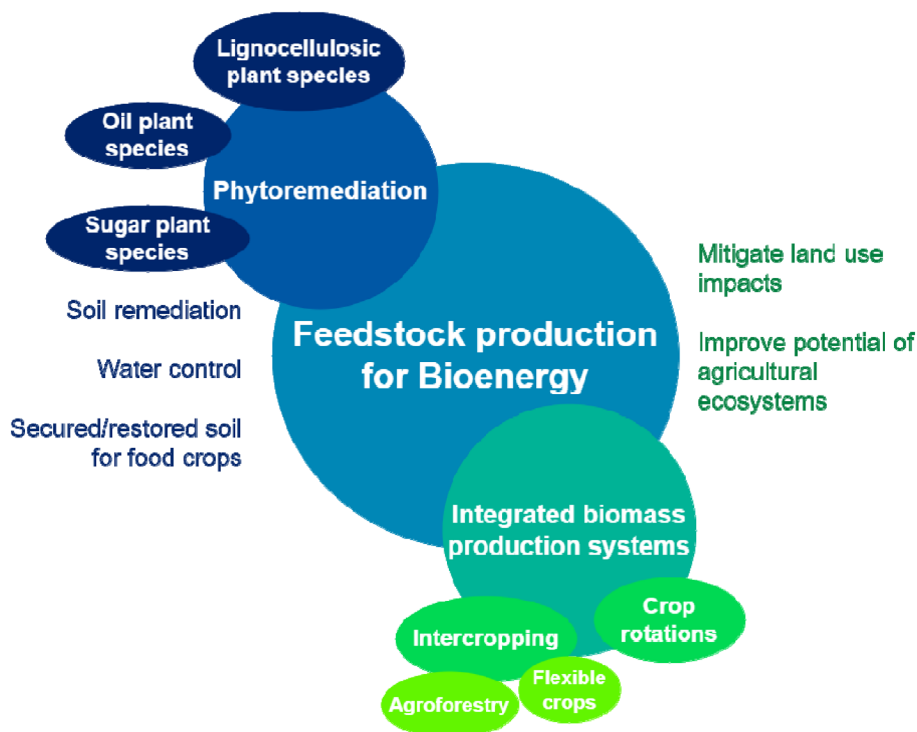 Lignocellulosic
plant species
Oil plant
species
Phytoremediation
Sugar plant
species
Soil remediation
Water control
Secured/restored soil
for food crops
Feedstock production
for Bioenergy
Mitigate land use
impacts
Improve potential of
agricultural
ecosystems
Integrated biomass
production systems
Crop
rotations
Intercropping
Flexible
crops
Agroforestry